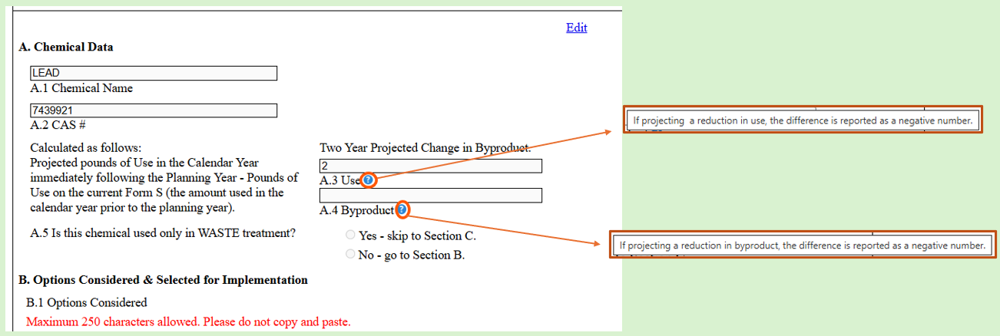 Edit
A. Chemical Data
LEAD
A.1 Chemical Name
7439921
A.2 CAS #
Calculated as follows:
Projected pounds of Use in the Calendar Year
immediately following the Planning Year - Pounds of
Use on the current Form S (the amount used in the
calendar year prior to the planning year).
Two Year Projected Change in Byproduct.
2
A.3 Use ?
A.4 Byproduct ?
If projecting a reduction in use, the difference is reported as a negative number.
If projecting a reduction in byproduct, the difference is reported as a negative number.
A.5 Is this chemical used only in WASTE treatment?
Yes - skip to Section C.
No - go to Section B.
B. Options Considered & Selected for Implementation
B.1 Options Considered
Maximum 250 characters allowed. Please do not copy and paste.